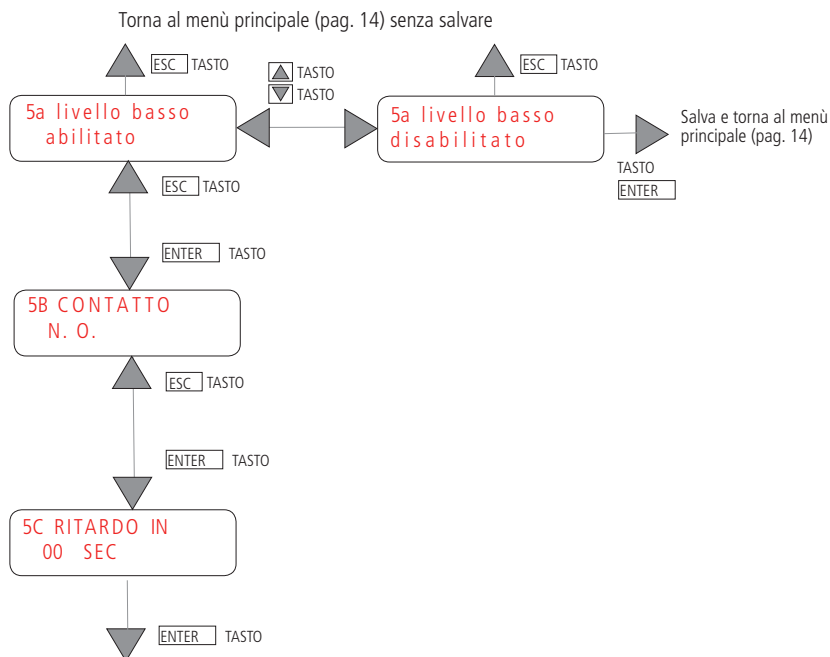 Torna al menù principale (pag. 14) senza salvare
ESC TASTO
TASTO
TASTO
ESC TASTO
5a livello basso
abilitato
5a livello basso
disabilitato
Salva e torna al menù
principale (pag. 14)
TASTO
ENTER
ESC TASTO
ENTER TASTO
5B CONTATTO
N. O.
ESC TASTO
ENTER TASTO
5C RITARDO IN
00 SEC
ENTER TASTO